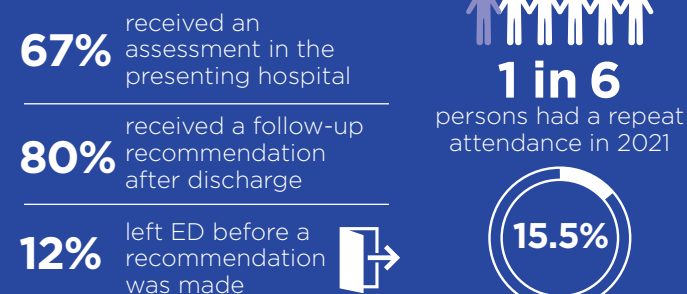 67%
received an
assessment in the
presenting hospital
80%
received a follow-up
recommendation
after discharge
12%
left ED before a
recommendation
was made
1 in 6
persons had a repeat
attendance in 2021
15.5%